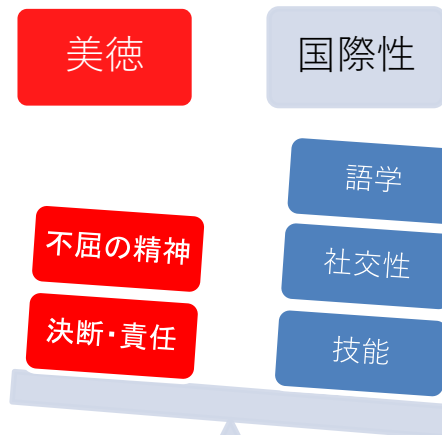 美徳
国際性
語学
不屈の精神
社交性
決断・責任
技能